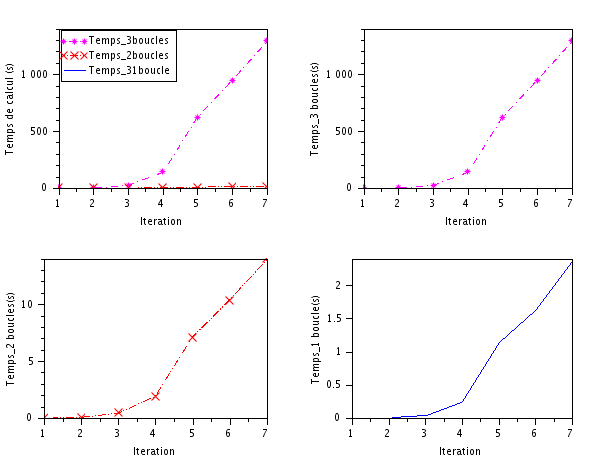 Temps_3boucles
Temps_2boucles
Temps_31boucle
Temps de calcul (s)
1 000
500
0
1 2 3 4 5 6 7
Iteration
Temps_3 boucles(s)
1 000
500
0
1 2 3 4 5 6 7
Iteration
Temps_2 boucles(s)
10
5
0
1 2 3 4 5 6 7
Iteration
Temps_1 boucle(s)
2
1.5
1
0.5
0
1 2 3 4 5 6 7
Iteration